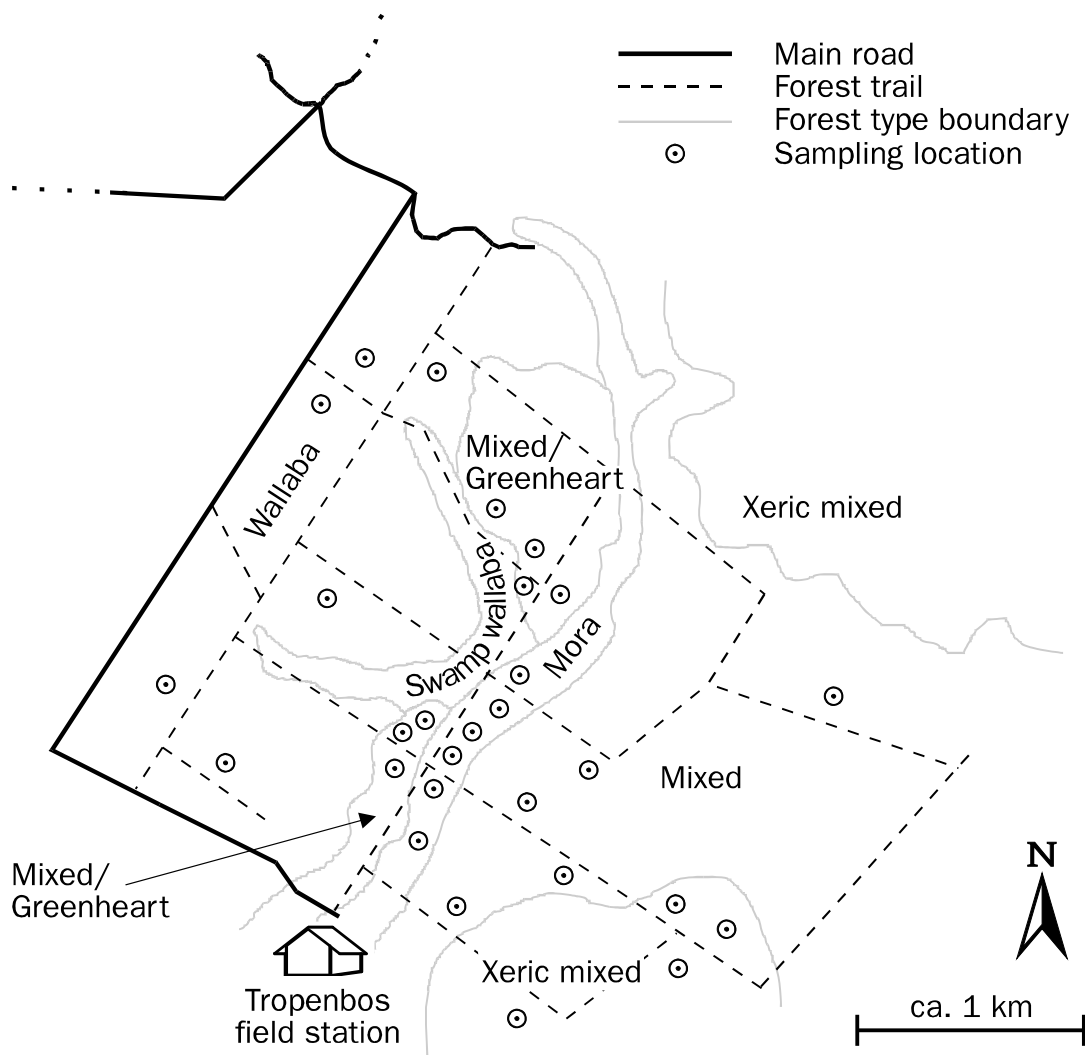 Main road
Forest trail
Forest type boundary
Sampling location
Wallaba
Mixed/
Greenheart
Xeric mixed
Swamp wallaba
Mora
Mixed
Mixed/
Greenheart
Xeric mixed
Tropenbos
field station
N
ca. 1 km